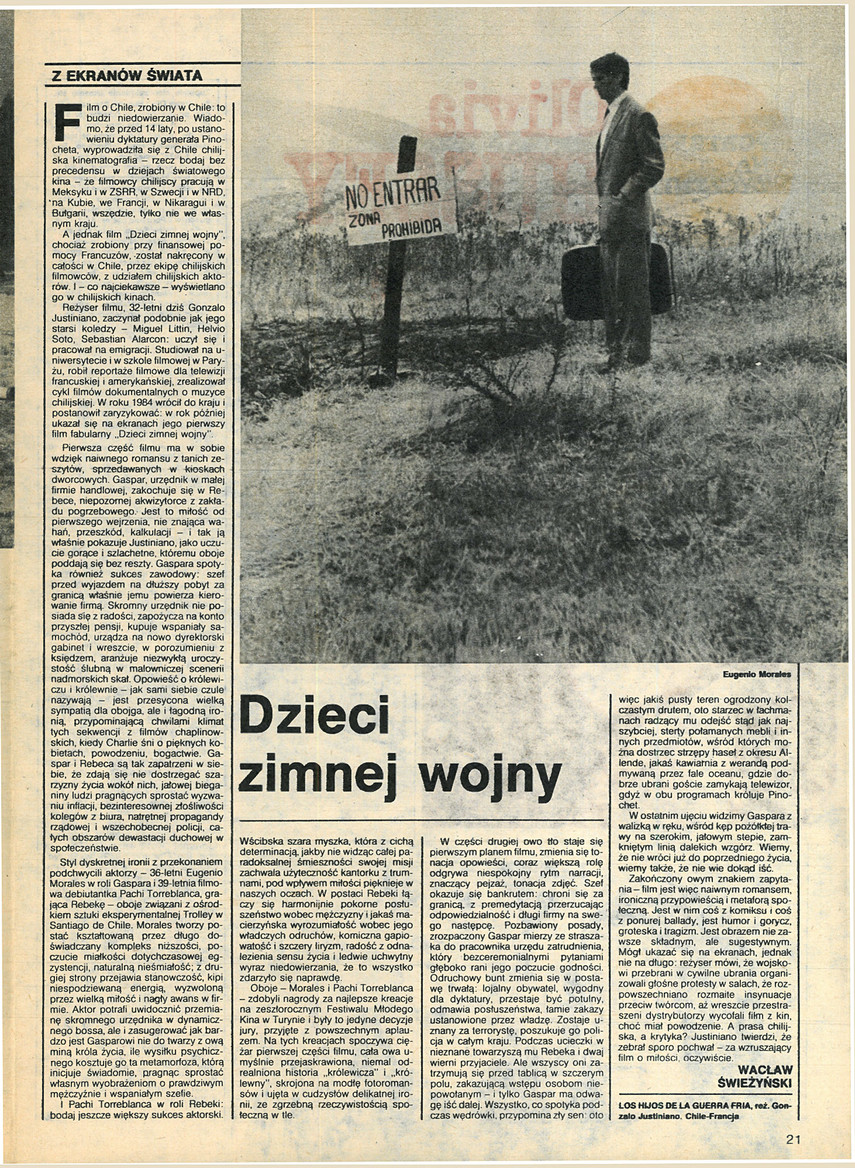 Z EKRANÓW ŚWIATA
Film o Chile, zrobiony w Chile: to
budzi niedowierzanie. Wiado-
mo, że przed 14 laty, po ustano-
wieniu dyktatury generała Pino-
cheta, wyprowadziła się z Chile chilij-
ska kinematografia – rzecz bodaj bez
precedensu w dziejach światowego
kina – że filmowcy chilijscy pracują w
Meksyku i w ZSRR, w Szwecji i w NRD,
na Kubie, we Francji, w Nikaragui i w
Bułgarii, wszędzie, tylko nie we włas-
nym kraju.
A jednak film „Dzieci zimnej wojny”,
chociaż zrobiony przy finansowej po-
mocy Francuzów, został nakręcony w
całości w Chile, przez ekipę chilijskich
filmowców, z udziałem chilijskich akto-
rów. I – co najciekawsze – wyświetlano
go w chilijskich kinach.
Reżyser filmu, 32-letni dziś Gonzalo
Justiniano, zaczynał podobnie jak jego
starsi koledzy – Miguel Littin, Helvio
Soto, Sebastian Alarcon: uczył się i
pracował na emigracji. Studiował na u-
niwersytecie i w szkole filmowej w Pary-
żu, robił reportaże filmowe dla telewizji
francuskiej i amerykańskiej, zrealizował
cykl filmów dokumentalnych o muzyce
chilijskiej. W roku 1984 wrócił do kraju i
postanowił zaryzykować: w rok później
ukazał się na ekranach jego pierwszy
film fabularny „Dzieci zimnej wojny”.
Pierwsza część filmu ma w sobie
wdzięk naiwnego romansu z tanich ze-
szytów, sprzedawanych w kioskach
dworcowych. Gaspar, urzędnik w małej
firmie handlowej, zakochuje się w Re-
bece, niepozornej akwizytorce z zakła-
du pogrzebowego. Jest to miłość od
pierwszego wejrzenia, nie znająca wa-
hań, przeszkód, kalkulacji – i tak ją
właśnie pokazuje Justiniano, jako uczu-
cie gorące i szlachetne, któremu oboje
poddają się bez reszty. Gaspara spoty-
ka również sukces zawodowy: szef
przed wyjazdem na dłuższy pobyt za
granicą właśnie jemu powierza kiero-
wanie firmą. Skromny urzędnik nie po-
siada się z radości, zapożycza na konto
przyszłej pensji, kupuje wspaniały sa-
mochód, urządza na nowo dyrektorski
gabinet i wreszcie, w porozumieniu z
księdzem, aranżuje niezwykłą uroczy-
stość ślubną w malowniczej scenerii
nadmorskich skał. Opowieść o królewi-
czu i królewnie – jak sami siebie czule
nazywają – jest przesycona wielką
sympatią dla obojga, ale i łagodną iro-
nią, przypominającą chwilami klimat
tych sekwencji z filmów chaplinow-
skich, kiedy Charlie śni o pięknych ko-
bietach, powodzeniu, bogactwie. Ga-
spar i Rebeca są tak zapatrzeni w sie-
bie, że zdają się nie dostrzegać sza-
rzyzny życia wokół nich, jałowej biega-
niny ludzi pragnących sprostać wyzwa-
niu inflacji, bezinteresownej złośliwości
kolegów z biura, natrętnej propagandy
rządowej i wszechobecnej policji, ca-
łych obszarów dewastacji duchowej w
społeczeństwie.
Styl dyskretnej ironii z przekonaniem
podchwycili aktorzy – 36-letni Eugenio
Morales w roli Gaspara i 39-letnia filmo-
wa debiutantka Pachi Torreblanca, gra-
jąca Rebekę – oboje związani z ośrod-
kiem sztuki eksperymentalnej Trolley w
Santiago de Chile. Morales tworzy po-
stać kształtowaną przez długo do-
świadczany kompleks niższości, po-
czucie miałkości dotychczasowej eg-
zystencji, naturalną nieśmiałość; z dru-
giej strony przejawia stanowczość, kipi
niespodziewaną energią, wyzwoloną
przez wielką miłość i nagły awans w fir-
mie. Aktor potrafi uwidocznić przemia-
nę skromnego urzędnika w dynamicz-
nego bossa, ale i zasugerować jak bar-
dzo jest Gasparowi nie do twarzy z ową
miną króla życia, ile wysiłku psychicz-
nego kosztuje go ta metamorfoza, którą
inicjuje świadomie, pragnąc sprostać
własnym wyobrażeniom o prawdziwym
mężczyźnie i wspaniałym szefie.
I Pachi Torreblanca w roli Rebeki:
bodaj jeszcze większy sukces aktorski.
NO ENTRAR
ZONA
PROHIBIDA
Eugenio Morales
Dzieci
zimnej wojny
Wścibska szara myszka, która z cichą
determinacją, jakby nie widząc całej pa-
radoksalnej śmieszności swojej misji
zachwala użyteczność kantorku z trum-
nami, pod wpływem miłości pięknieje w
naszych oczach. W postaci Rebeki łą-
czy się harmonijnie pokorne posłu-
szeństwo wobec mężczyzny i jakaś ma-
cierzyńska wyrozumiałość wobec jego
władczych odruchów, komiczna gapio-
watość i szczery liryzm, radość z odna-
lezienia sensu życia i ledwie uchwytny
wyraz niedowierzania, że to wszystko
zdarzyło się naprawdę.
Oboje – Morales i Pachi Torreblanca
– zdobyli nagrody za najlepsze kreacje
na zeszłorocznym Festiwalu Młodego
Kina w Turynie i były to jedyne decyzje
jury, przyjęte z powszechnym aplau-
zem. Na tych kreacjach spoczywa cię-
żar pierwszej części filmu, cała owa u-
myślnie przejaskrawiona, niemal od-
realniona historia „królewicza” i „kró-
lewny”, skrojona na modłę fotoroman-
sów i ujęta w cudzysłów delikatnej iro-
nii, ze zgrzebną rzeczywistością spo-
łeczną w tle.
W części drugiej owo tło staje się
pierwszym planem filmu, zmienia się to-
nacja opowieści, coraz większą rolę
odgrywa niespokojny rytm narracji,
znaczący pejzaż, tonacja zdjęć. Szef
okazuje się bankrutem: chroni się za
granicą, z premedytacją przerzucając
odpowiedzialność i długi firmy na swe-
go następcę. Pozbawiony posady,
zrozpaczony Gaspar mierzy ze strasza-
ka do pracownika urzędu zatrudnienia,
który bezceremonialnymi pytaniami
głęboko rani jego poczucie godności.
Odruchowy bunt zmienia się w posta-
wę trwałą: lojalny obywatel, wygodny
dla dyktatury, przestaje być potulny,
odmawia posłuszeństwa, łamie zakazy
ustanowione przez władzę. Zostaje u-
znany za terrorystę, poszukuje go poli-
cja w całym kraju. Podczas ucieczki w
nieznane towarzyszą mu Rebeka i dwaj
wierni przyjaciele. Ale wszyscy oni za-
trzymują się przed tablicą w szczerym
polu, zakazującą wstępu osobom nie-
powołanym – i tylko Gaspar ma odwa-
gę iść dalej. Wszystko, co spotyka pod-
czas wędrówki, przypomina zły sen: oto
więc jakiś pusty teren ogrodzony kol-
czastym drutem, oto starzec w łachma-
nach radzący mu odejść stąd jak naj-
szybciej, sterty połamanych mebli i in-
nych przedmiotów, wśród których mo-
żna dostrzec strzępy haseł z okresu Al-
lende, jakaś kawiarnia z werandą pod-
mywaną przez fale oceanu, gdzie do-
brze ubrani goście zamykają telewizor,
gdyż w obu programach króluje Pino-
chet.
W ostatnim ujęciu widzimy Gaspara z
walizką w ręku, wśród kęp pożółkłej tra-
wy na szerokim, jałowym stepie, zam-
kniętym linią dalekich wzgórz. Wiemy,
że nie wróci już do poprzedniego życia,
wiemy także, że nie wie dokąd iść.
Zakończony owym znakiem zapyta-
nia – film jest więc naiwnym romansem,
ironiczną przypowieścią i metaforą spo-
łeczną. Jest w nim coś z komiksu i coś
z ponurej ballady, jest humor i gorycz,
groteska i tragizm. Jest obrazem nie za-
wsze składnym, ale sugestywnym.
Mógł ukazać się na ekranach, jednak
nie na długo: reżyser mówi, że wojsko-
wi przebrani w cywilne ubrania organi-
zowali głośne protesty w salach, że roz-
powszechniano rozmaite insynuacje
przeciw twórcom, aż wreszcie przestra-
szeni dystrybutorzy wycofali film z kin,
choć miał powodzenie. A prasa chilij-
ska, a krytyka? Justiniano twierdzi, że
zebrał sporo pochwał – za wzruszający
film o miłości, oczywiście.
WACŁAW
ŚWIEŻYŃSKI
LOS HIJOS DE LA GUERRA FRIA, reż. Gon-
zalo Justiniano. Chile-Francja
21